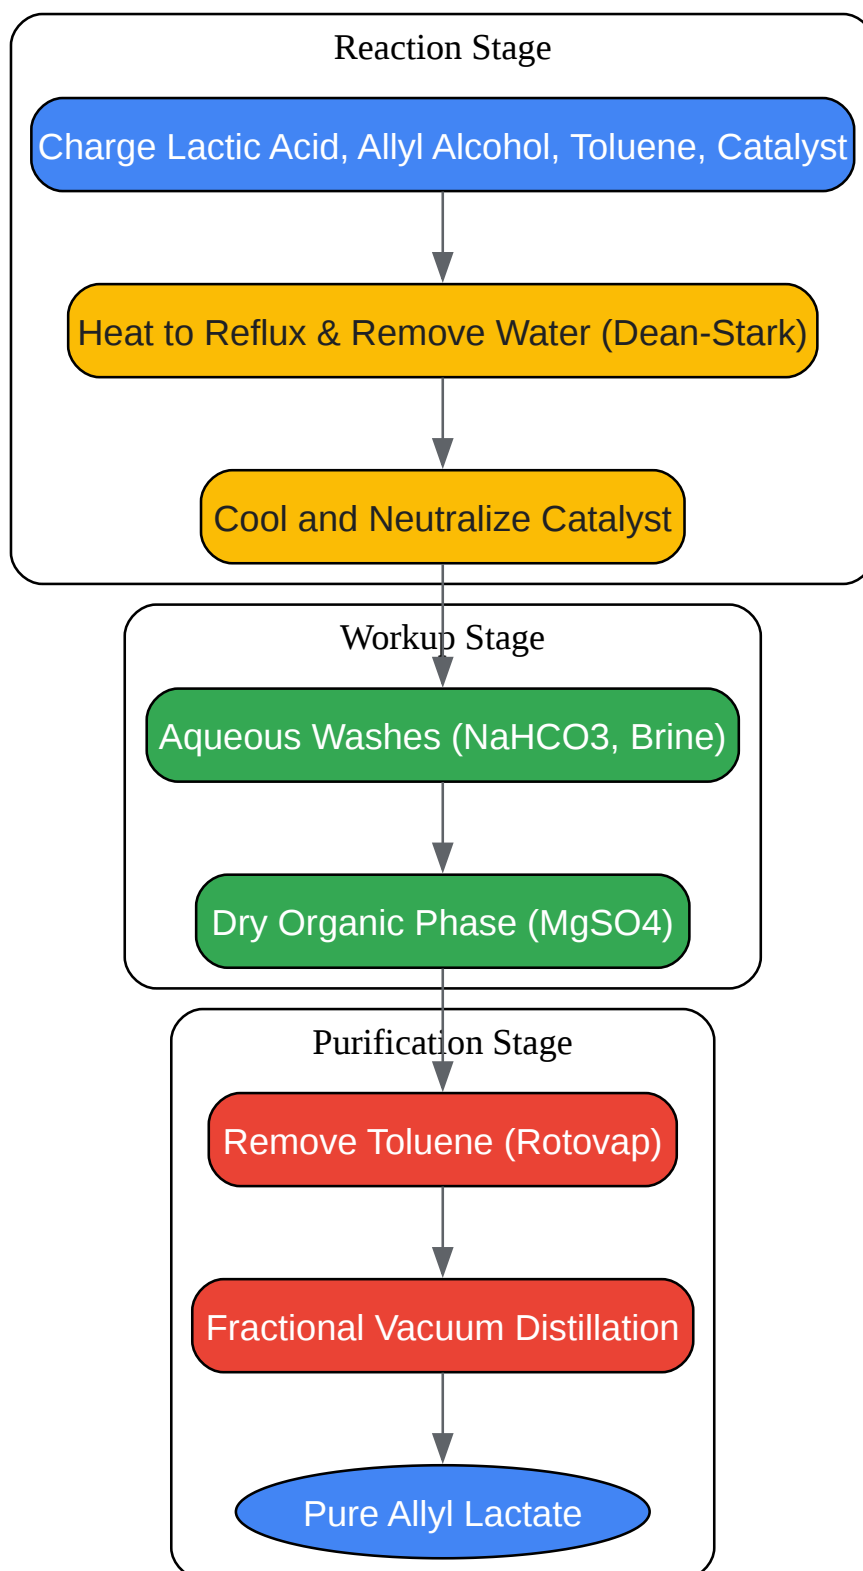 Reaction Stage
Charge Lactic Acid, Allyl Alcohol, Toluene, Catalyst
Heat to Reflux & Remove Water (Dean-Stark)
Cool and Neutralize Catalyst
Workup Stage
Aqueous Washes (NaHCO3, Brine)
Dry Organic Phase (MgSO4)
Purification Stage
Remove Toluene (Rotovap)
Fractional Vacuum Distillation
Pure Allyl Lactate